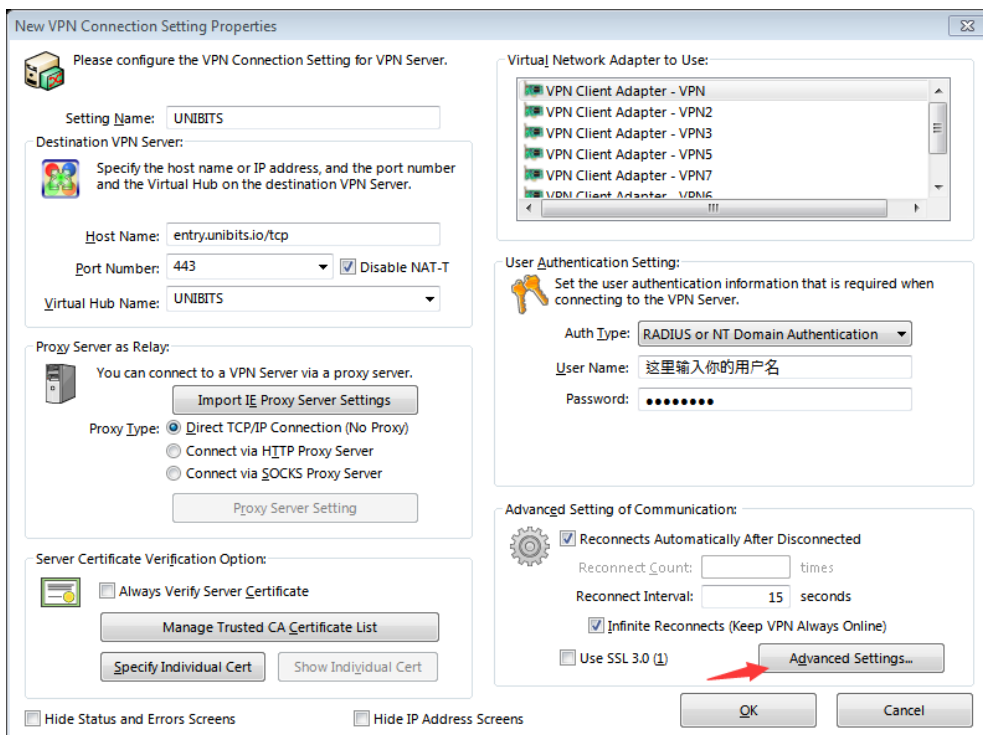 New VPN Connection Setting Properties
Please configure the VPN Connection Setting for VPN Server.
Setting Name: UNIBITS
Destination VPN Server:
Specify the host name or IP address, and the port number
and the Virtual Hub on the destination VPN Server.
Host Name: entry.unibits.io/tcp
Port Number: 443 Disable NAT-T
Virtual Hub Name: UNIBITS
Proxy Server as Relay:
You can connect to a VPN Server via a proxy server.
Import IE Proxy Server Settings
Proxy Type: Direct TCP/IP Connection (No Proxy)
Connect via HTTP Proxy Server
Connect via SOCKS Proxy Server
Proxy Server Setting
Server Certificate Verification Option:
Always Verify Server Certificate
Manage Trusted CA Certificate List
Specify Individual Cert Show Individual Cert
Hide Status and Errors Screens Hide IP Address Screens
Virtual Network Adapter to Use:
VPN Client Adapter - VPN
VPN Client Adapter - VPN2
VPN Client Adapter - VPN3
VPN Client Adapter - VPN5
VPN Client Adapter - VPN7
VPN Client Adapter - VPN6
User Authentication Setting:
Set the user authentication information that is required when
connecting to the VPN Server.
Auth Type: RADIUS or NT Domain Authentication
User Name: 这里输入你的用户名
Password: ●●●●●●●●
Advanced Setting of Communication:
Reconnects Automatically After Disconnected
Reconnect Count: times
Reconnect Interval: 15 seconds
Infinite Reconnects (Keep VPN Always Online)
Use SSL 3.0 (1) Advanced Settings...
OK Cancel